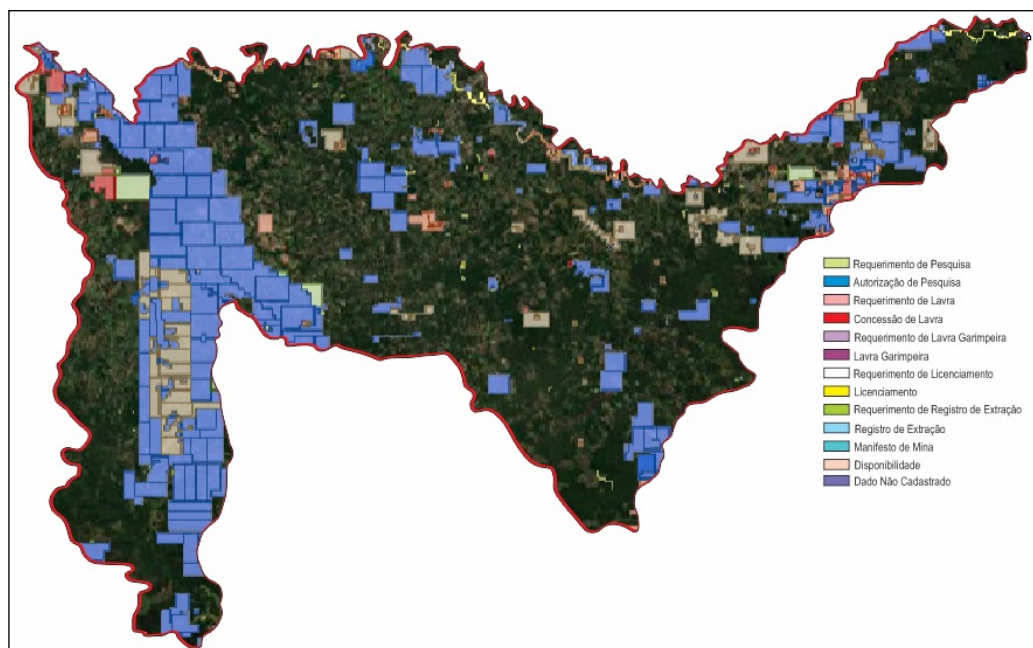 Requerimento de Pesquisa
Autorização de Pesquisa
Requerimento de Lavra
Concessão de Lavra
Requerimento de Lavra Garimpeira
Lavra Garimpeira
Requerimento de Licenciamento
Licenciamento
Requerimento de Registro de Extração
Registro de Extração
Manifesto de Mina
Disponibilidade
Dado Não Cadastrado